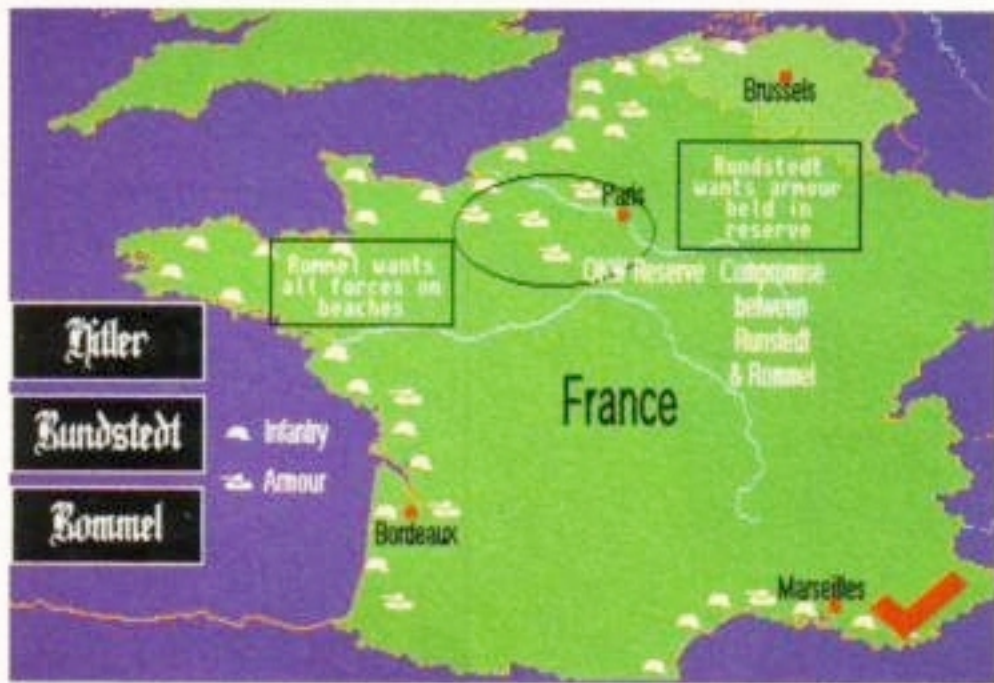 Brussels
Rundstedt
wants armour
held in
reserve
Paris
Rommel wants
all forces on
beaches
OKW Reserve
Compromise
between
Runstedt
& Rommel
Hitler
Rundstedt
Rommel
Infantry
Armour
France
Bordeaux
Marseilles